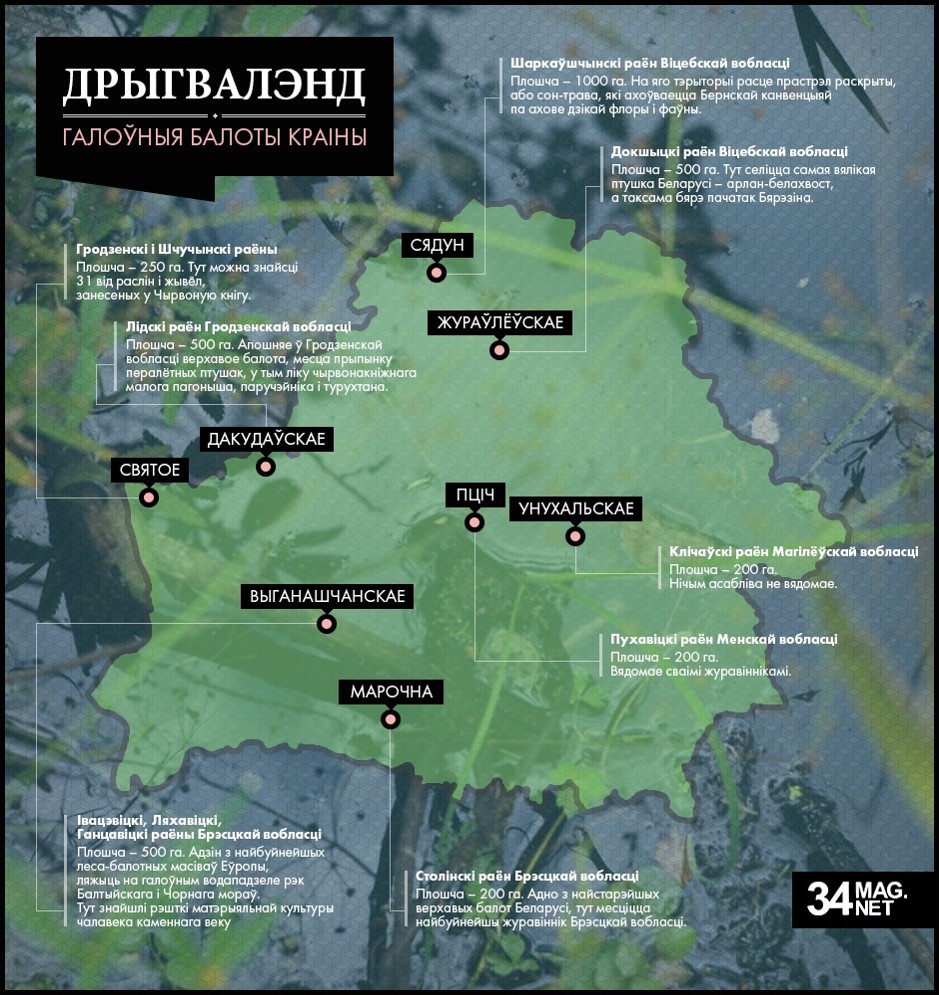 ДРЫГВАЛЭНД
ГАЛОЎНЫЯ БАЛОТЫ КРАІНЫ
Шаркаўшчынскі раён Віцебскай вобласці
Плошча – 1000 га. На яго тэрыторыі расце прастрэл раскрыты,
або сон-трава, які ахоўваецца Бернскай канвенцыяй
па ахове дзікай флоры і фаўны.
Докшыцкі раён Віцебскай вобласці
Плошча – 500 га. Тут селіцца самая вялікая
птушка Беларусі – арлан-белахвост,
а таксама бярэ пачатак Бярэзіна.
Гродзенскі і Шчучынскі раёны
Плошча – 250 га. Тут можна знайсці
31 від раслін і жывёл,
занесеных у Чырвоную кнігу.
Лідскі раён Гродзенскай вобласці
Плошча – 500 га. Апошняе ў Гродзенскай
вобласці верхавое балота, месца прыпынку
пералётных птушак, у тым ліку чырвонакніжнага
малога пагоныша, паручэйніка і турухтана.
СЯДУН
ЖУРАЎЛЁЎСКАЕ
ДАКУДАЎСКАЕ
СВЯТОЕ
ПЦІЧ
УНУХАЛЬСКАЕ
Клічаўскі раён Магілёўскай вобласці
Плошча – 200 га.
Нічым асабліва не вядомае.
ВЫГАНАШЧАНСКАЕ
Пухавіцкі раён Менскай вобласці
Плошча – 200 га.
Вядомае сваімі журавіннікамі.
МАРОЧНА
Івацэвіцкі, Ляхавіцкі,
Ганцавіцкі раёны Брэсцкай вобласці
Плошча – 500 га. Адзін з найбуйнейшых
леса-балотных масіваў Еўропы,
ляжыць на галоўным водападзеле рэк
Балтыйскага і Чорнага мораў.
Тут знайшлі рэшткі матэрыяльнай культуры
чалавека каменнага веку
Столінскі раён Брэсцкай вобласці
Плошча – 200 га. Адно з найстарэйшых
верхавых балот Беларусі, тут месціцца
найбуйнейшы журавіннік Брэсцкай вобласці.
34 MAG.
NET